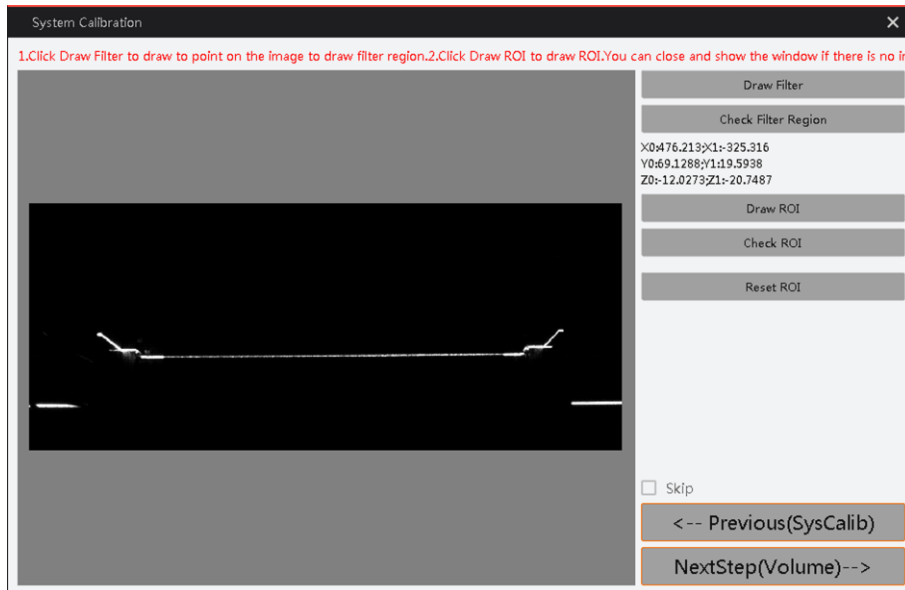 System Calibration
1.Click Draw Filter to draw to point on the image to draw filter region.2.Click Draw ROI to draw ROI.You can close and show the window if there is no
Draw Filter
Check Filter Region
X0:476.213;X1:-325.316
Y0:69.1288;Y1:19.5938
Z0:-12.0273;Z1:-20.7487
Draw ROI
Check ROI
Reset ROI
Skip
<-- Previous(SysCalib)
NextStep(Volume)-->